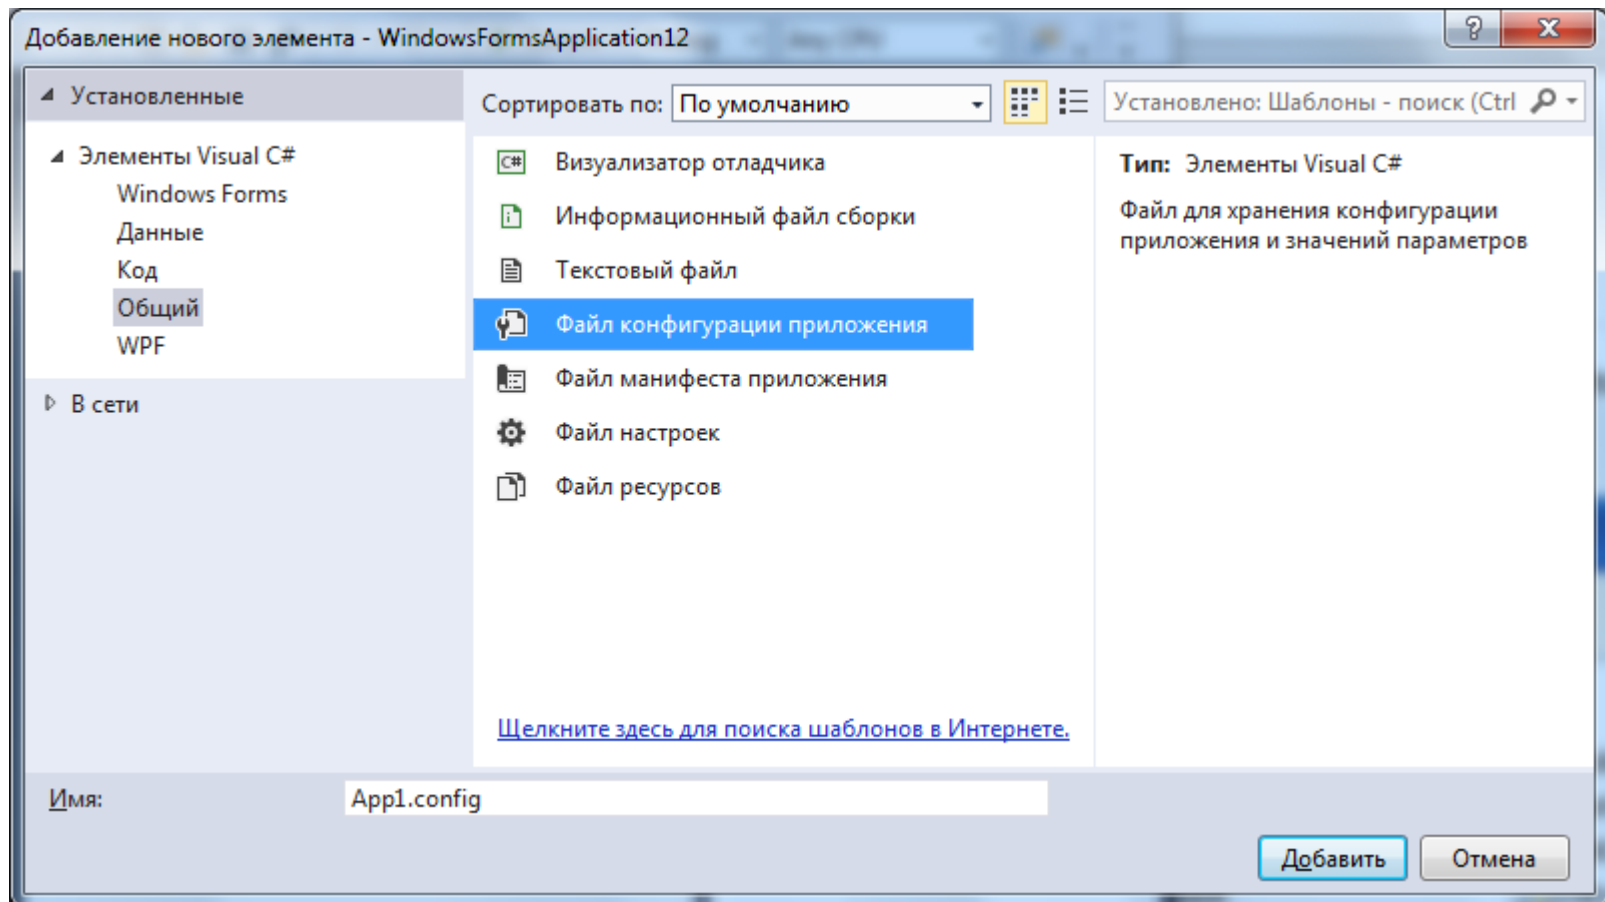 Добавление нового элемента - WindowsFormsApplication12
Установленные
Элементы Visual C#
Windows Forms
Данные
Код
Общий
WPF
В сети
Сортировать по: По умолчанию
Установлено: Шаблоны - поиск (Ctrl
C# Визуализатор отладчика
Информационный файл сборки
Текстовый файл
Файл конфигурации приложения
Файл манифеста приложения
Файл настроек
Файл ресурсов
Щелкните здесь для поиска шаблонов в Интернете.
Тип: Элементы Visual C#
Файл для хранения конфигурации
приложения и значений параметров
Имя: App1.config
Добавить Отмена